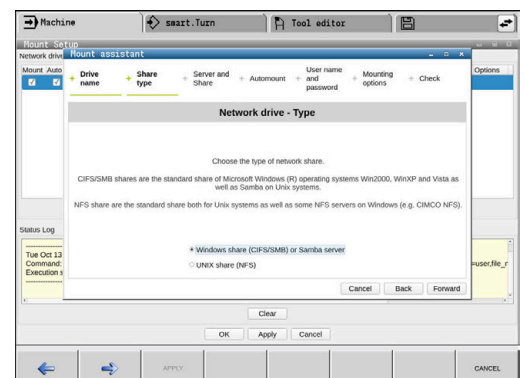 Machine
smart.Turn
Tool editor
Mount Setup
Network drive
Mount assistant
Mount Auto
Options
Drive name
Share type
Server and Share
Automount
User name and password
Mounting options
Check
Network drive - Type
Choose the type of network share.
CIFS/SMB shares are the standard share of Microsoft Windows (R) operating systems Win2000, WinXP and Vista as
well as Samba on Unix systems.
NFS share are the standard share both for Unix systems as well as some NFS servers on Windows (e.g. CIMCO NFS).
Status Log
Tue Oct 13
Command:
=user,file_r
Execution s
Windows share (CIFS/SMB) or Samba server
UNIX share (NFS)
Cancel
Back
Forward
Clear
OK
Apply
Cancel
APPLY
CANCEL